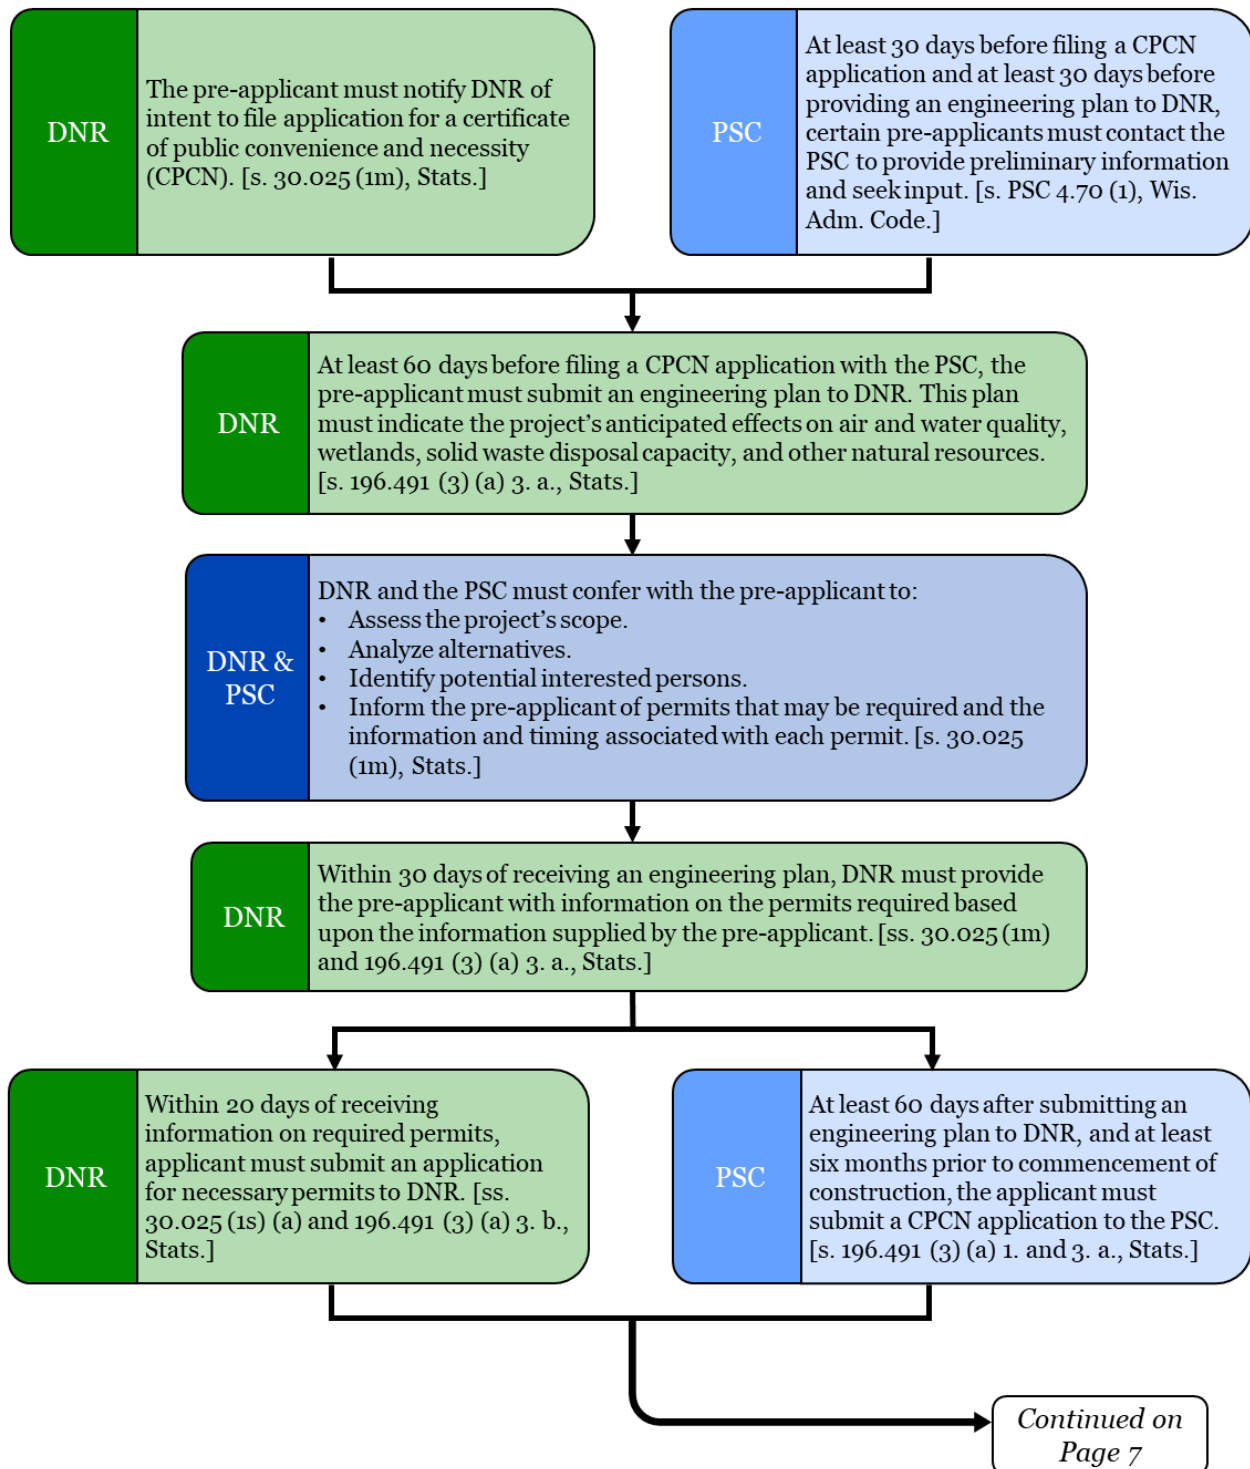 DNR
The pre-applicant must notify DNR of
intent to file application for a certificate
of public convenience and necessity
(CPCN). [s. 30.025 (1m), Stats.]
PSC
At least 30 days before filing a CPCN
application and at least 30 days before
providing an engineering plan to DNR,
certain pre-applicants must contact the
PSC to provide preliminary information
and seek input. [s. PSC 4.70 (1), Wis.
Adm. Code.]
DNR
At least 60 days before filing a CPCN application with the PSC, the
pre-applicant must submit an engineering plan to DNR. This plan
must indicate the project’s anticipated effects on air and water quality,
wetlands, solid waste disposal capacity, and other natural resources.
[s. 196.491 (3) (a) 3. a., Stats.]
DNR &
PSC
DNR and the PSC must confer with the pre-applicant to:
• Assess the project’s scope.
• Analyze alternatives.
• Identify potential interested persons.
• Inform the pre-applicant of permits that may be required and the
information and timing associated with each permit. [s. 30.025
(1m), Stats.]
DNR
Within 30 days of receiving an engineering plan, DNR must provide
the pre-applicant with information on the permits required based
upon the information supplied by the pre-applicant. [ss. 30.025 (1m)
and 196.491 (3) (a) 3. a., Stats.]
DNR
Within 20 days of receiving
information on required permits,
applicant must submit an application
for necessary permits to DNR. [ss.
30.025 (1s) (a) and 196.491 (3) (a) 3. b.,
Stats.]
PSC
At least 60 days after submitting an
engineering plan to DNR, and at least
six months prior to commencement of
construction, the applicant must
submit a CPCN application to the PSC.
[s. 196.491 (3) (a) 1. and 3. a., Stats.]
Continued on
Page 7